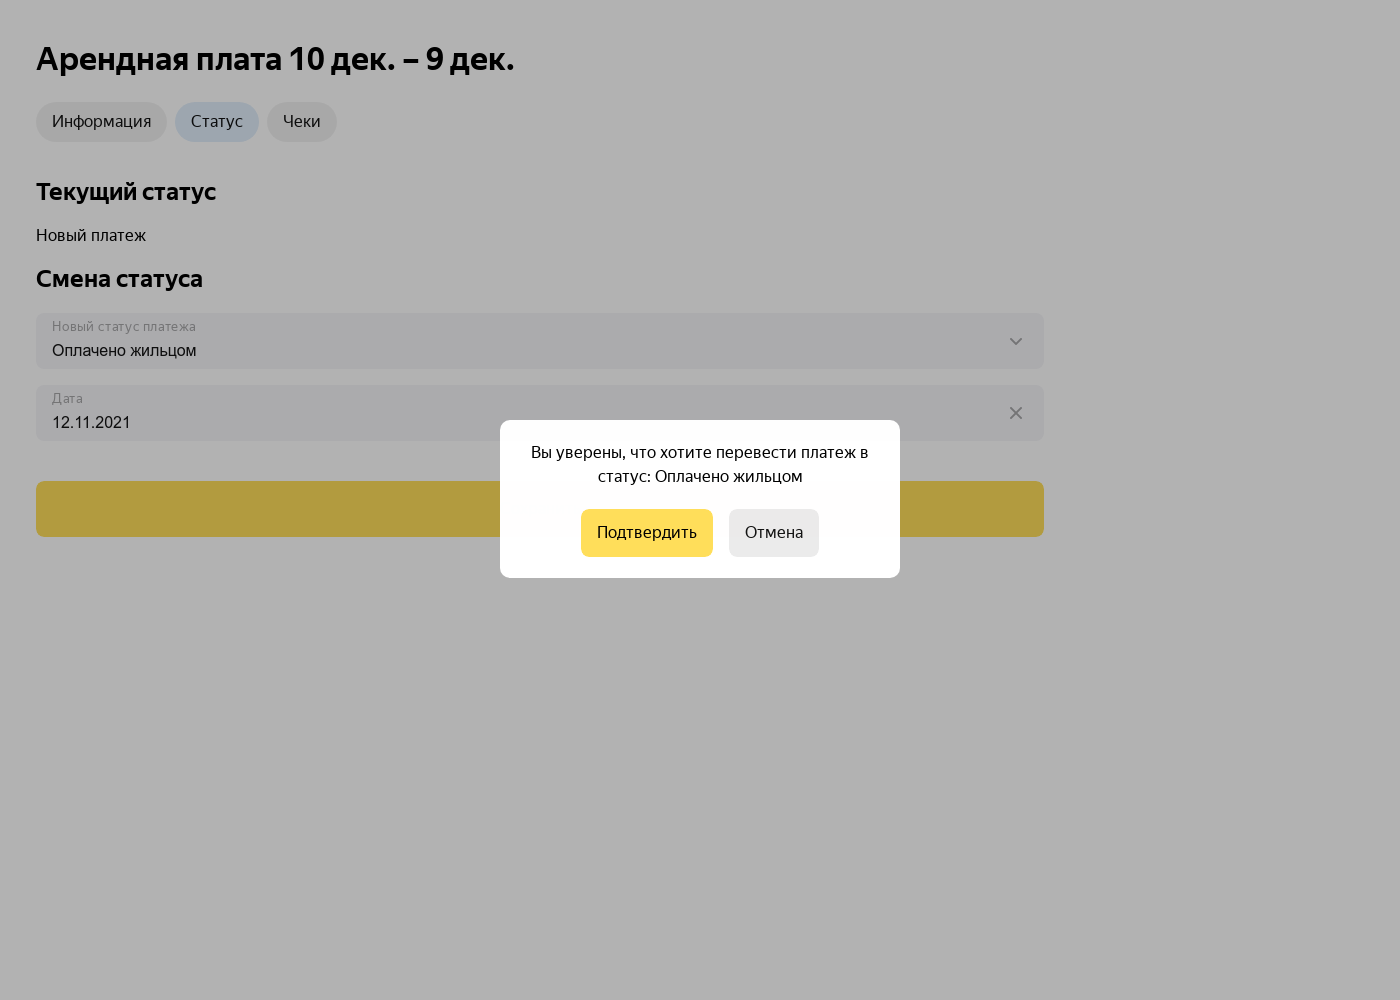 Арендная плата 10 дек. – 9 дек.
Информация
Статус
Чеки
Текущий статус
Новый платеж
Смена статуса
Новый статус платежа
Оплачено жильцом
Дата
12.11.2021
Вы уверены, что хотите перевести платеж в
статус: Оплачено жильцом
Подтвердить
Отмена